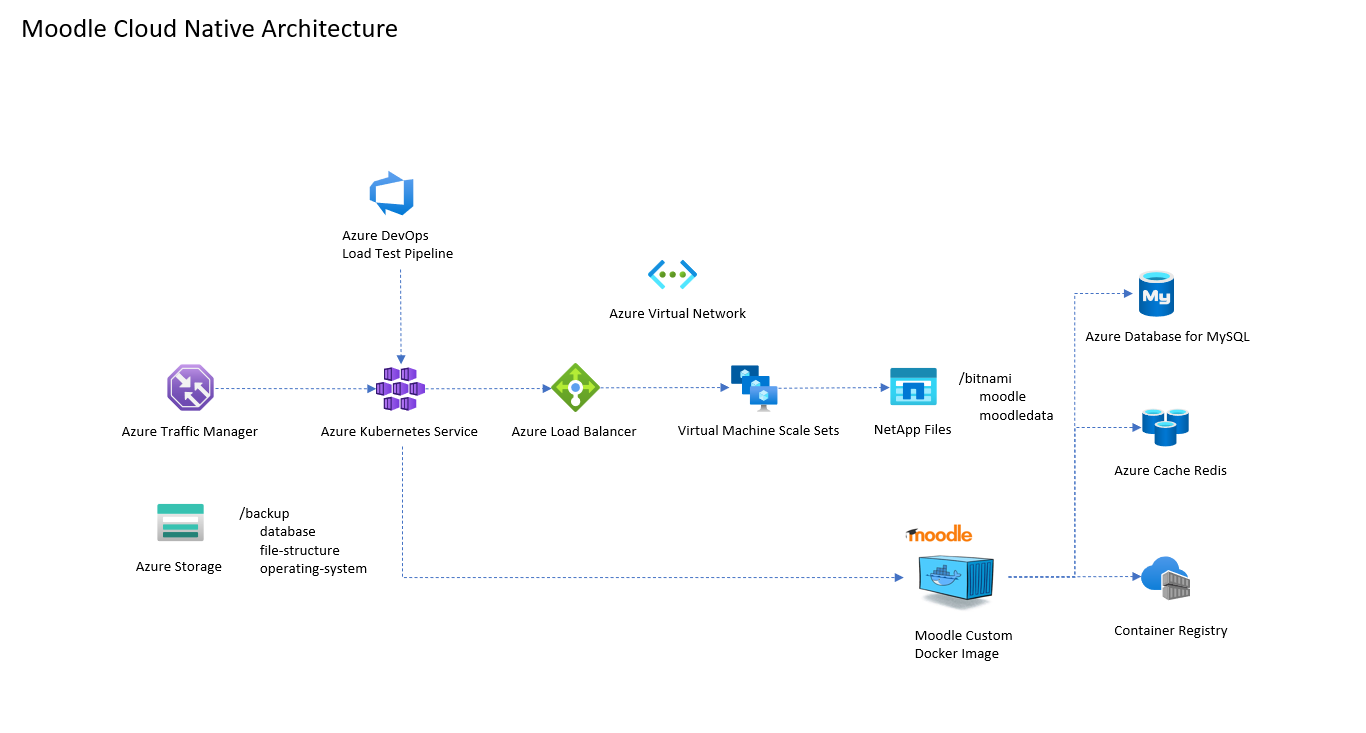 Moodle Cloud Native Architecture
Azure DevOps
Load Test Pipeline
Azure Virtual Network
My
Azure Database for MySQL
Azure Traffic Manager
Azure Kubernetes Service
Azure Load Balancer
Virtual Machine Scale Sets
NetApp Files
/bitnami
moodle
moodledata
Azure Cache Redis
Azure Storage
/backup
database
file-structure
operating-system
moodle
Moodle Custom
Docker Image
Container Registry